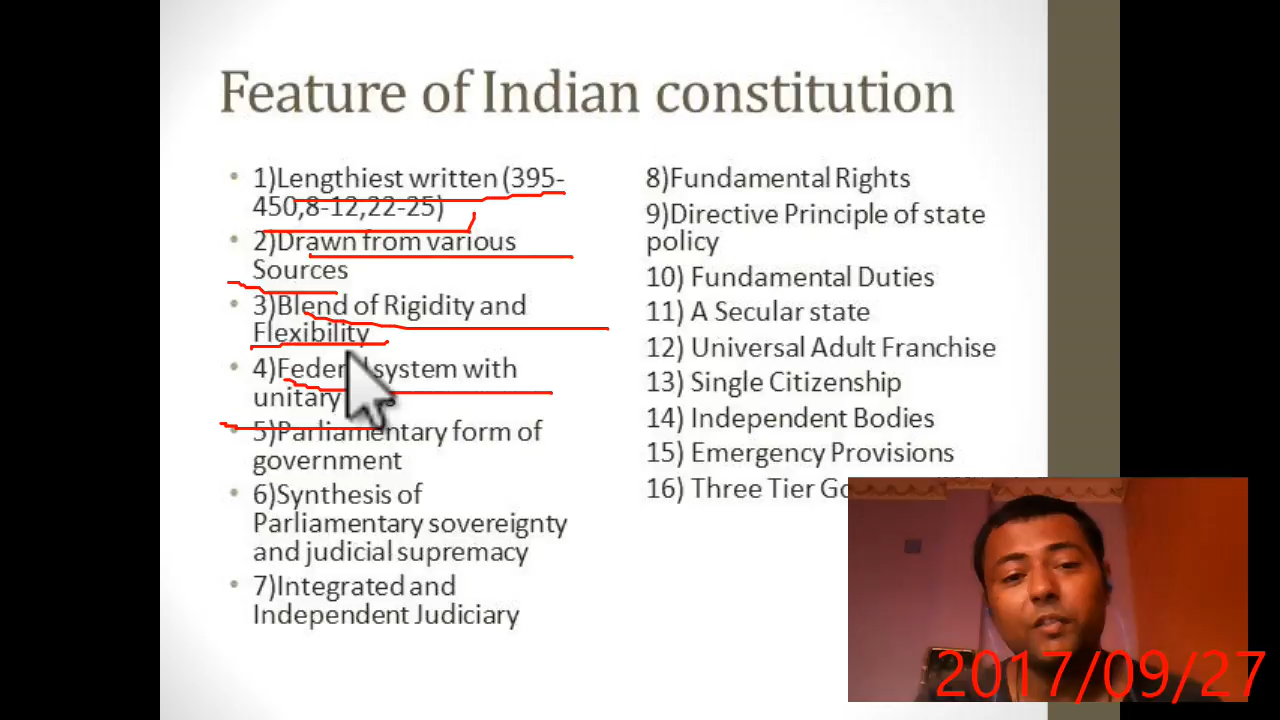 Feature of Indian constitution
1)Lengthiest written (395-
450,8-12,22-25)
2)Drawn from various
Sources
3)Blend of Rigidity and
Flexibility
4)Federal system with
unitary
5)Parliamentary form of
government
6)Synthesis of
Parliamentary sovereignty
and judicial supremacy
7)Integrated and
Independent Judiciary
8)Fundamental Rights
9)Directive Principle of state
policy
10) Fundamental Duties
11) A Secular state
12) Universal Adult Franchise
13) Single Citizenship
14) Independent Bodies
15) Emergency Provisions
16) Three Tier
2017/09/27